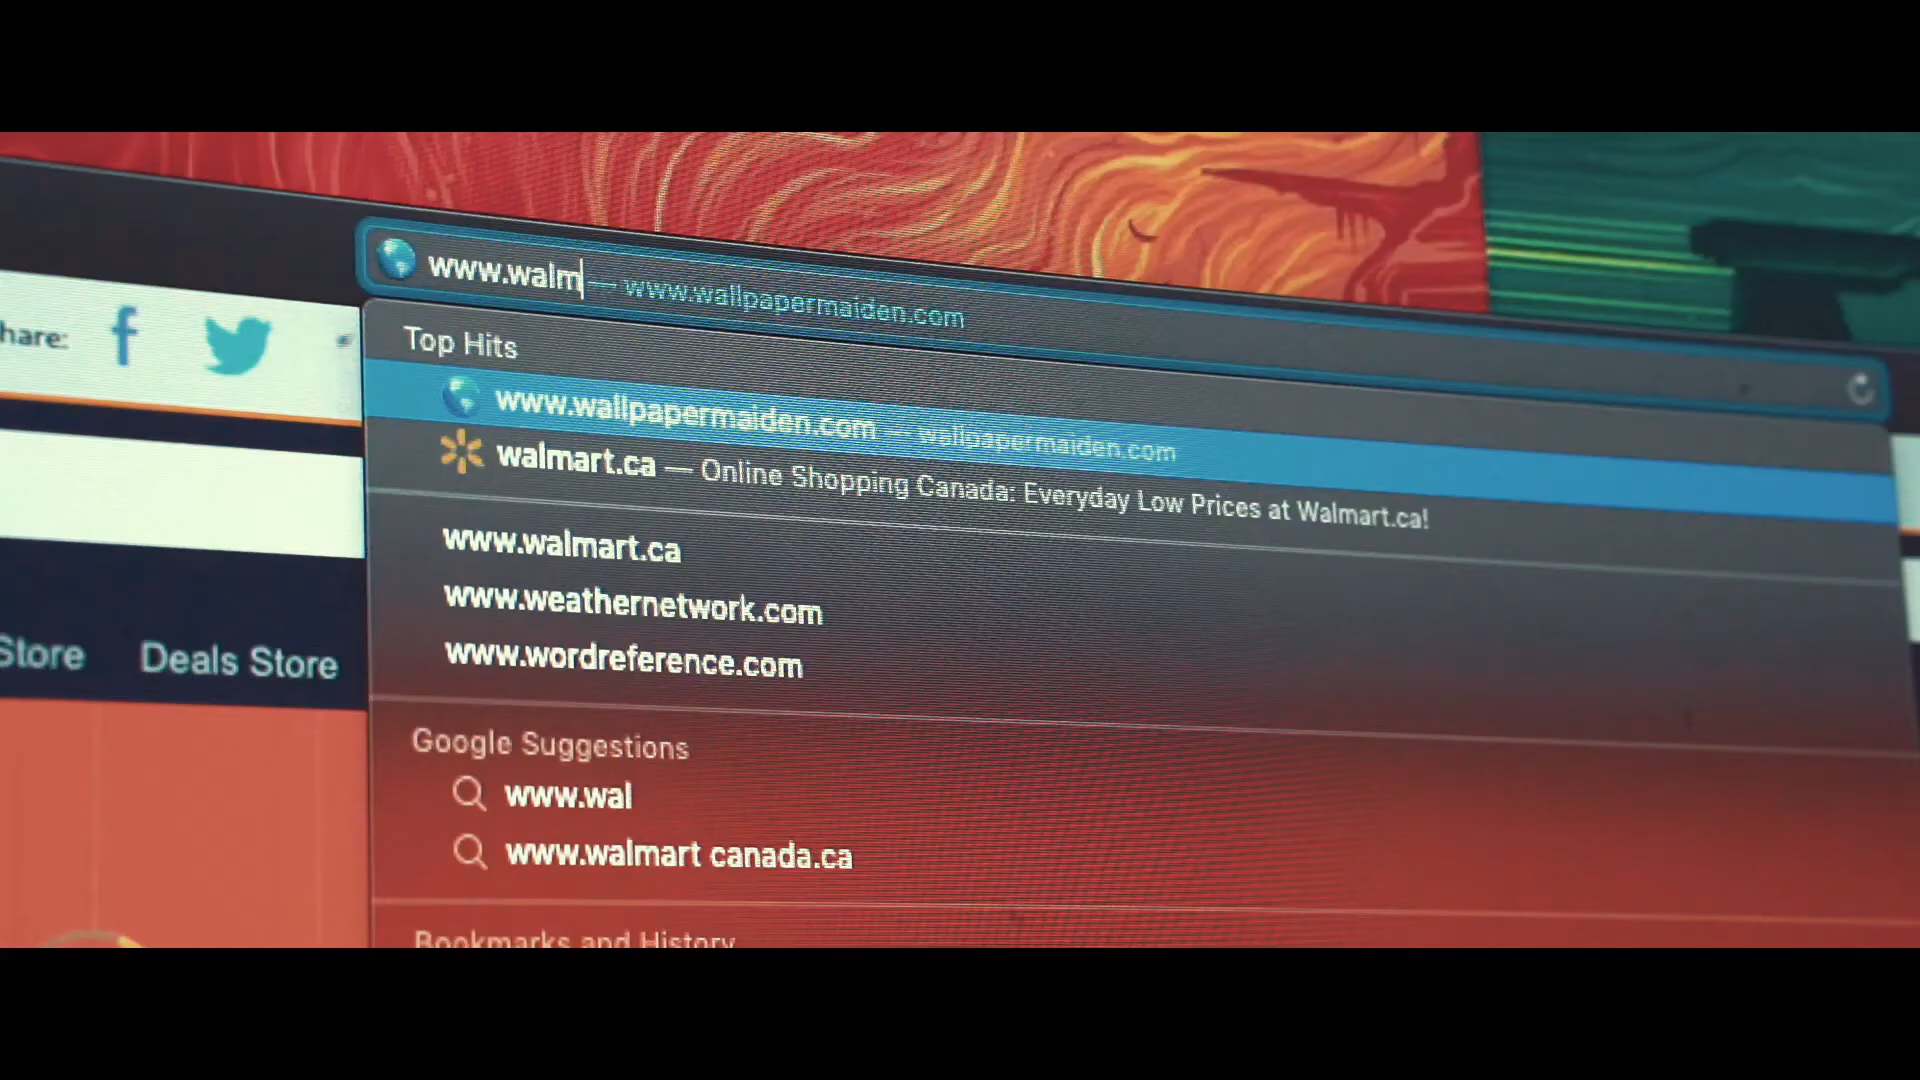 www.walm — www.wallpapermaiden.com
hare:
Top Hits
www.wallpapermaiden.com — wallpapermaiden.com
walmart.ca — Online Shopping Canada: Everyday Low Prices at Walmart.ca!
www.walmart.ca
www.weathernetwork.com
www.wordreference.com
Store Deals Store
Google Suggestions
www.wal
www.walmart canada.ca
Bookmarks and History